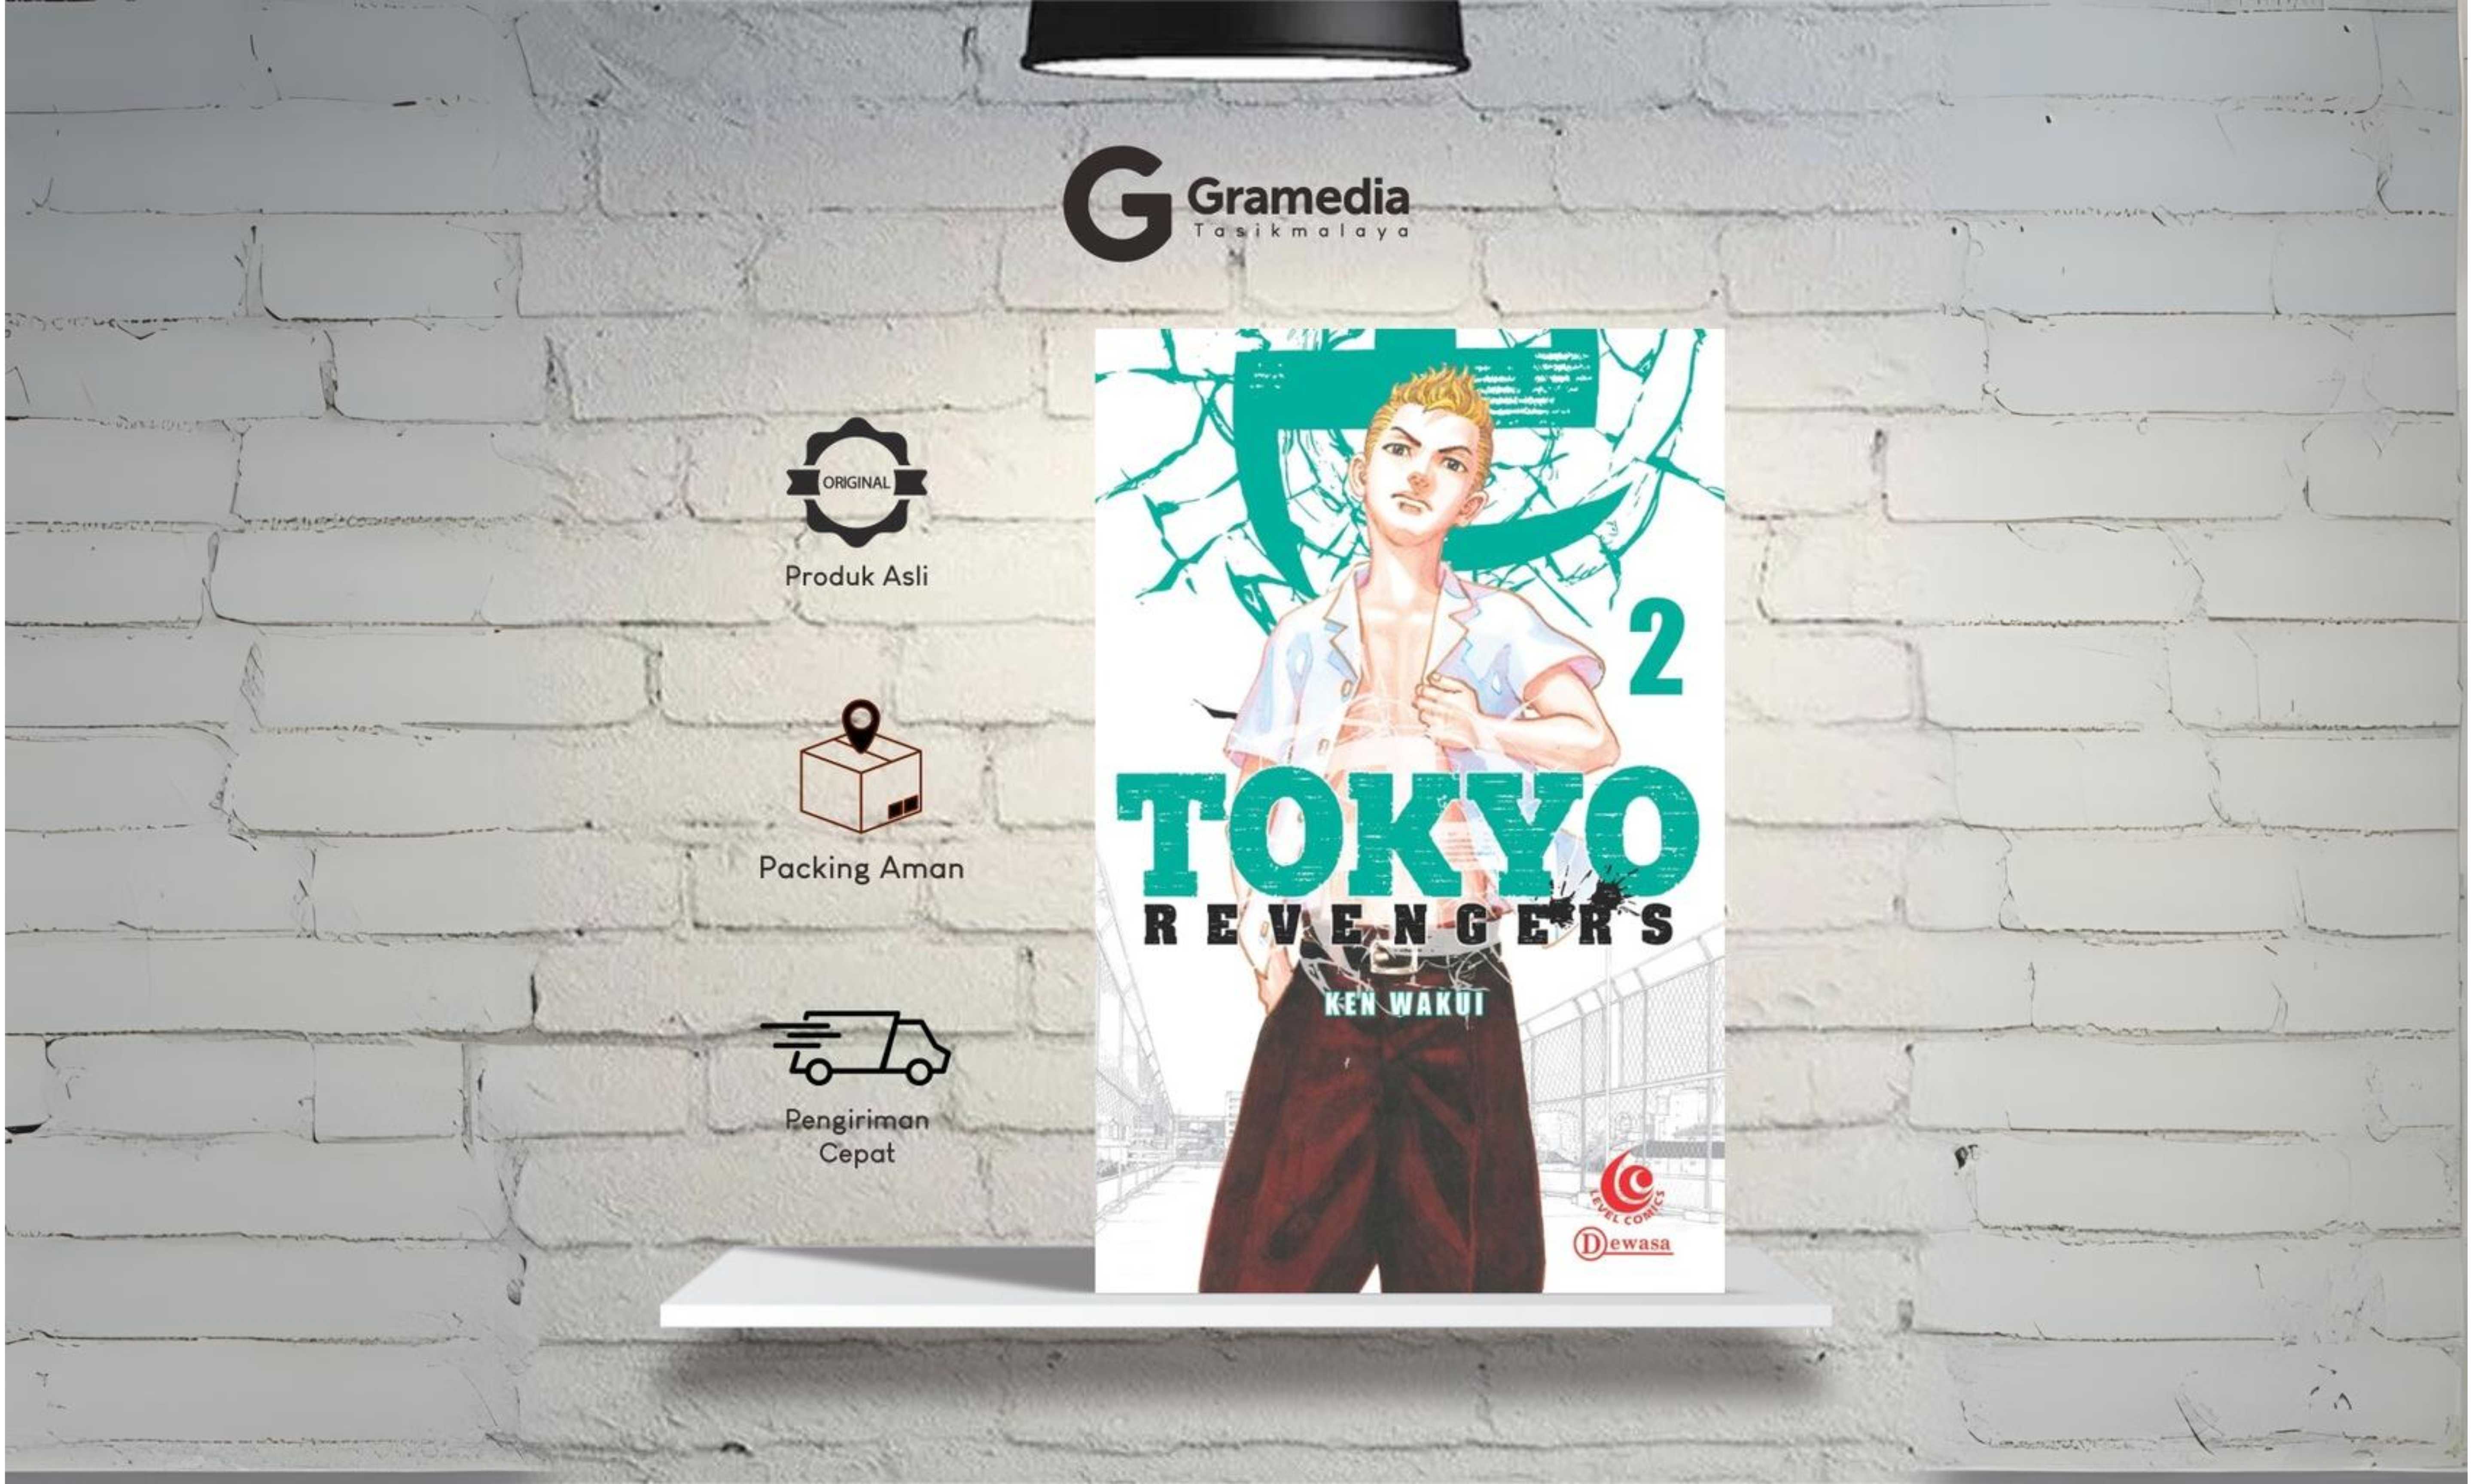 Gramedia
Tasikmalaya
ORIGINAL
Produk Asli
Packing Aman
Pengiriman
Cepat
2
TOKYO
REVENGERS
KEN WAKUI
LEVEL COMICS
Dewasa